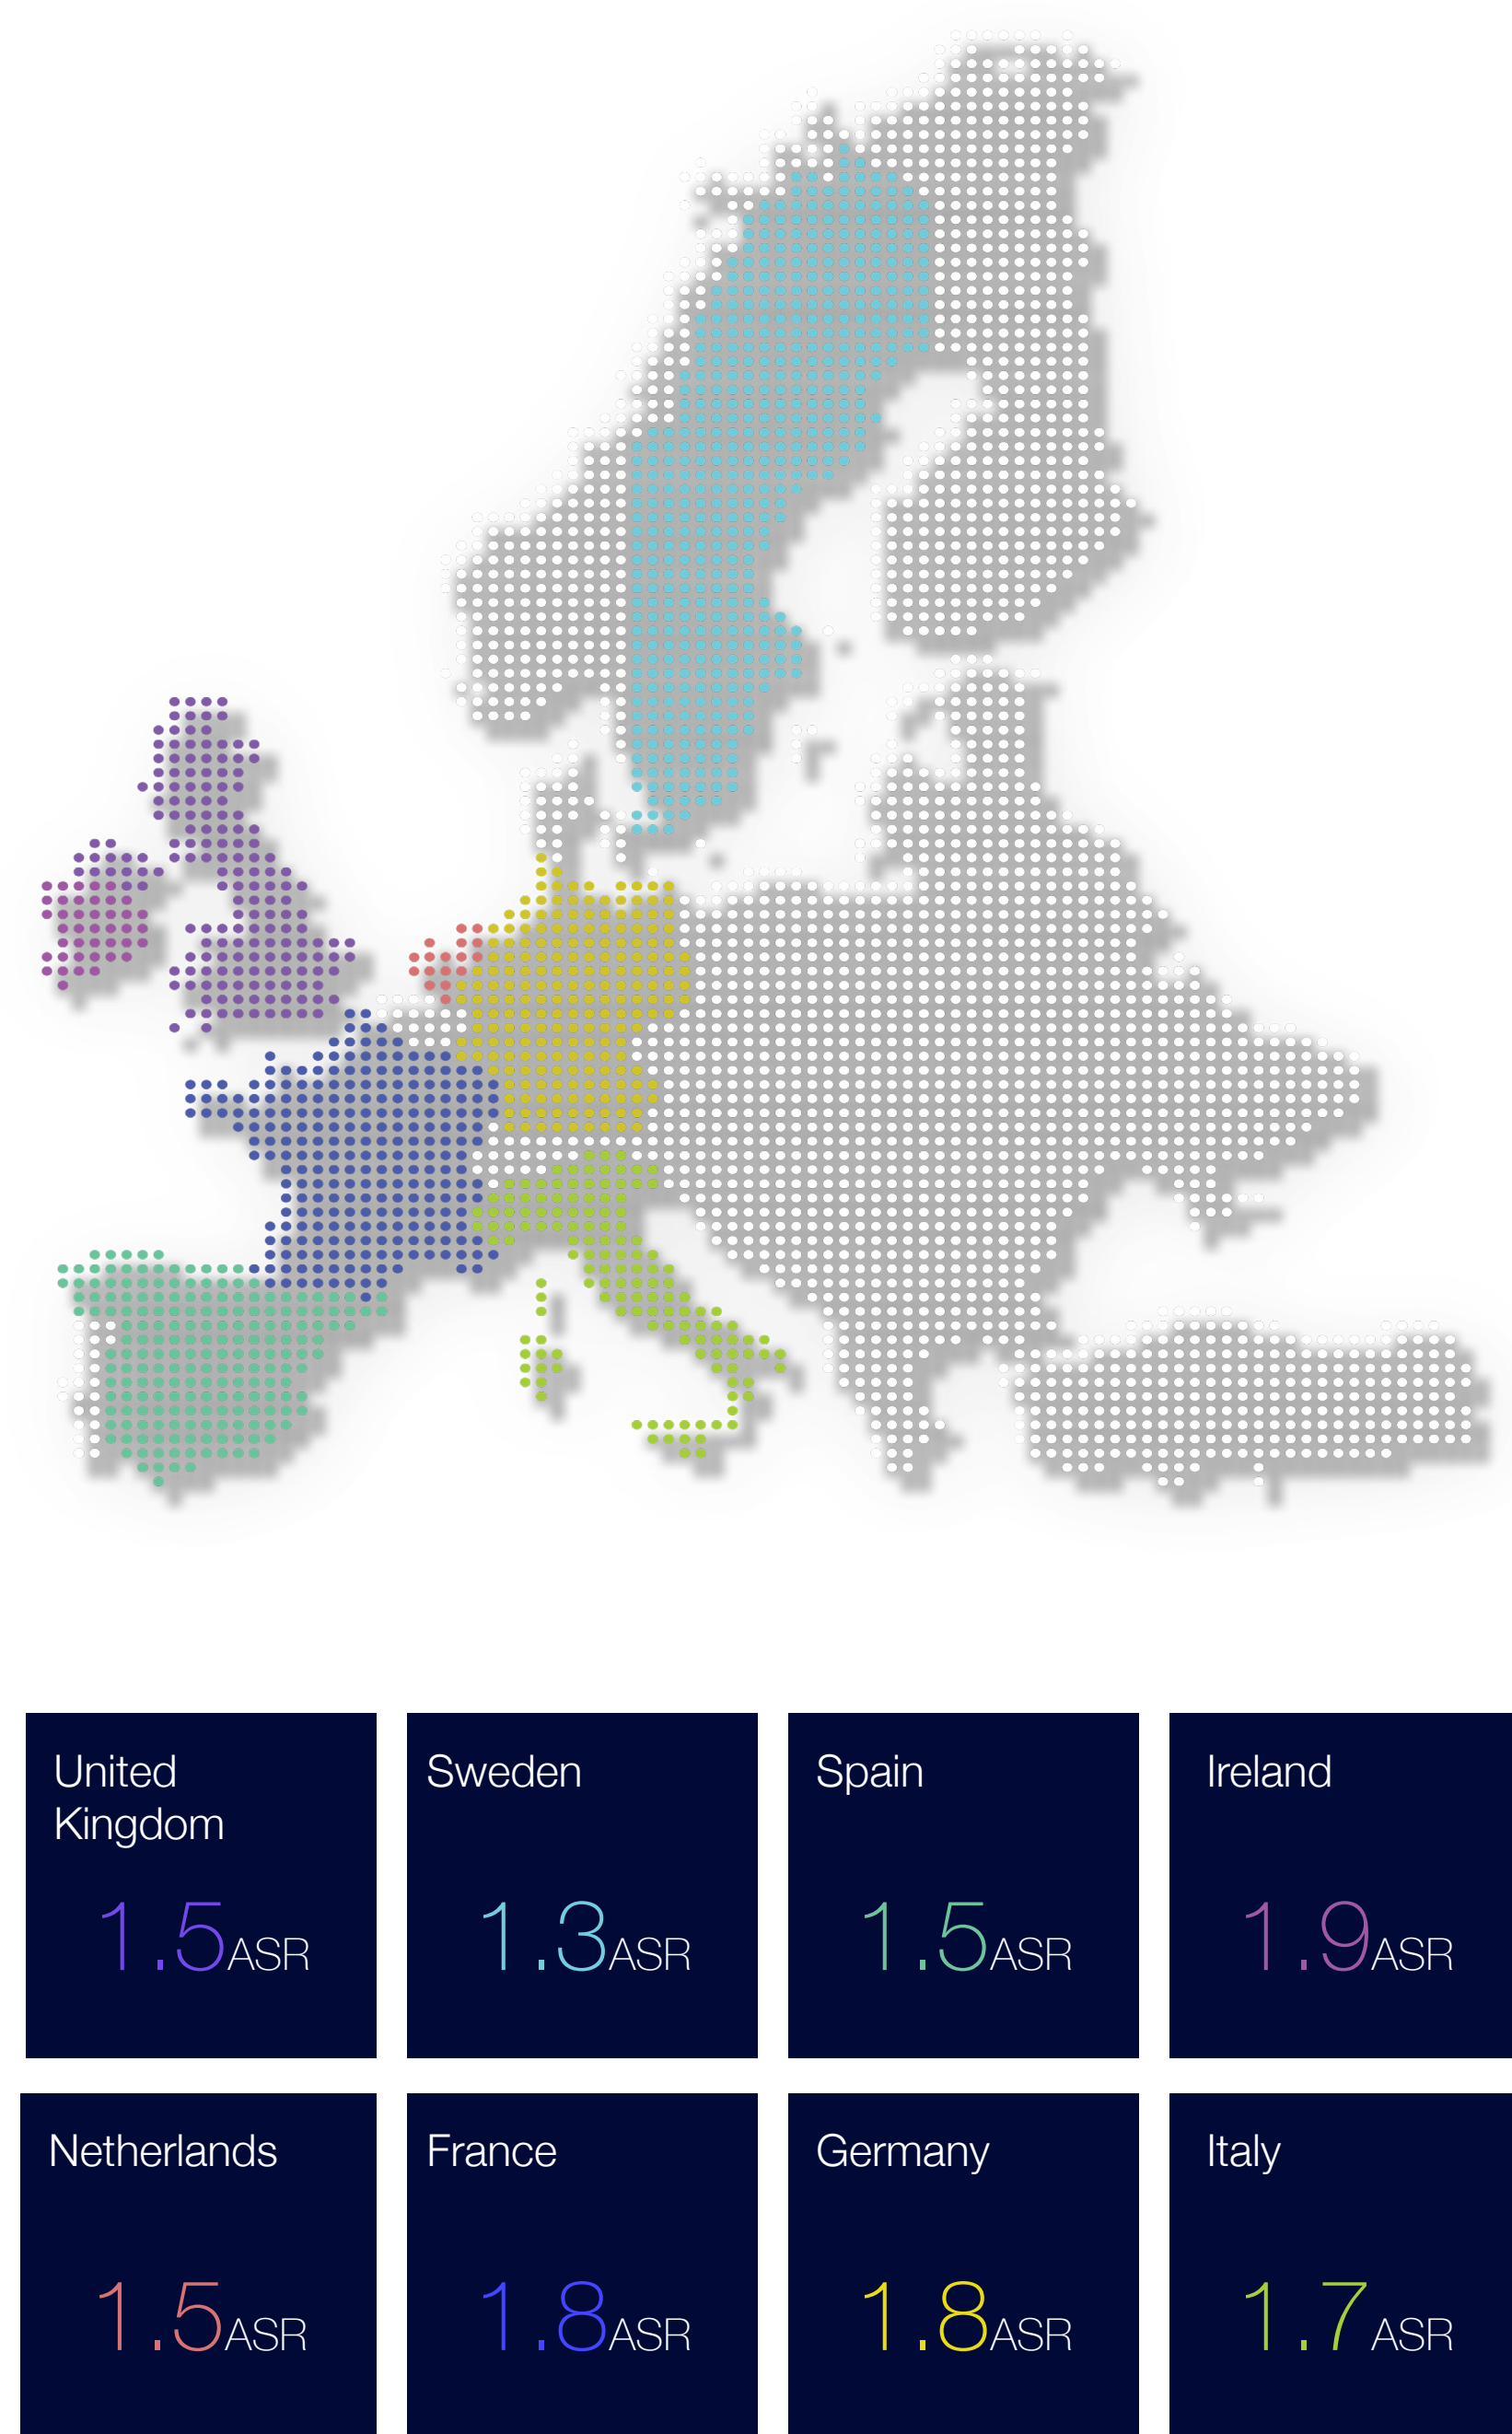 United
Kingdom
1.5ASR
Sweden
1.3ASR
Spain
1.5ASR
Ireland
1.9ASR
Netherlands
1.5ASR
France
1.8ASR
Germany
1.8ASR
Italy
1.7ASR